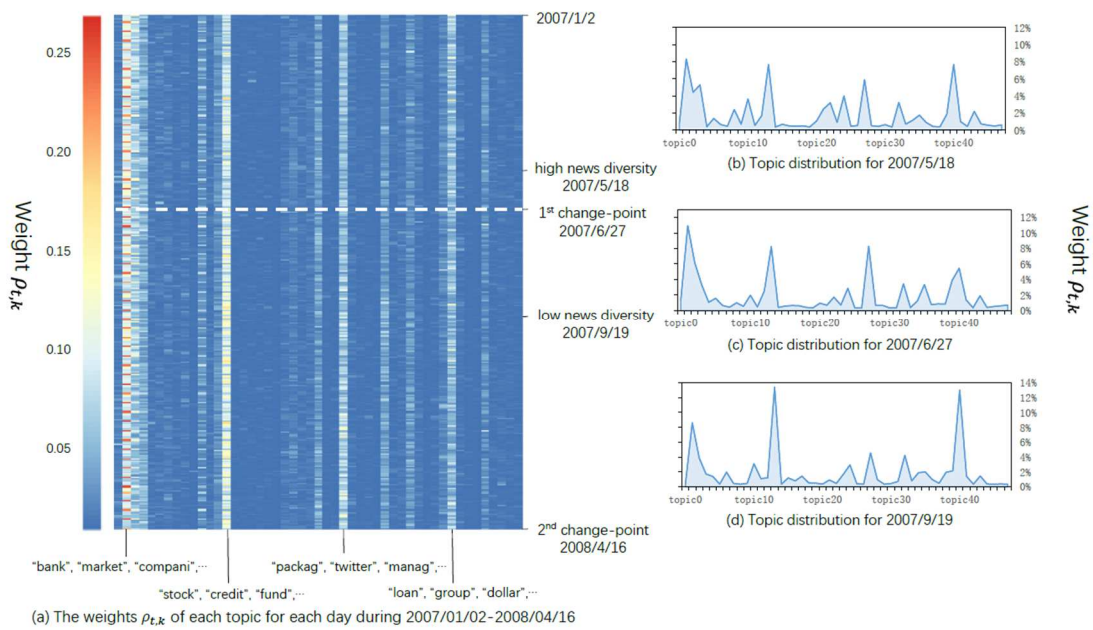 0.25
0.20
0.15
0.10
0.05
Weight ρt,k
2007/1/2
high news diversity
2007/5/18
1st change-point
2007/6/27
low news diversity
2007/9/19
2nd change-point
2008/4/16
"bank", "market", "compani",…
"stock", "credit", "fund",…
"packag", "twitter", "manag",…
"loan", "group", "dollar",…
(a) The weights ρt,k of each topic for each day during 2007/01/02-2008/04/16
12%
10%
8%
6%
4%
2%
0%
topic0 topic10 topic20 topic30 topic40
(b) Topic distribution for 2007/5/18
12%
10%
8%
6%
4%
2%
0%
topic0 topic10 topic20 topic30 topic40
(c) Topic distribution for 2007/6/27
14%
12%
10%
8%
6%
4%
2%
0%
topic0 topic10 topic20 topic30 topic40
(d) Topic distribution for 2007/9/19
Weight ρt,k